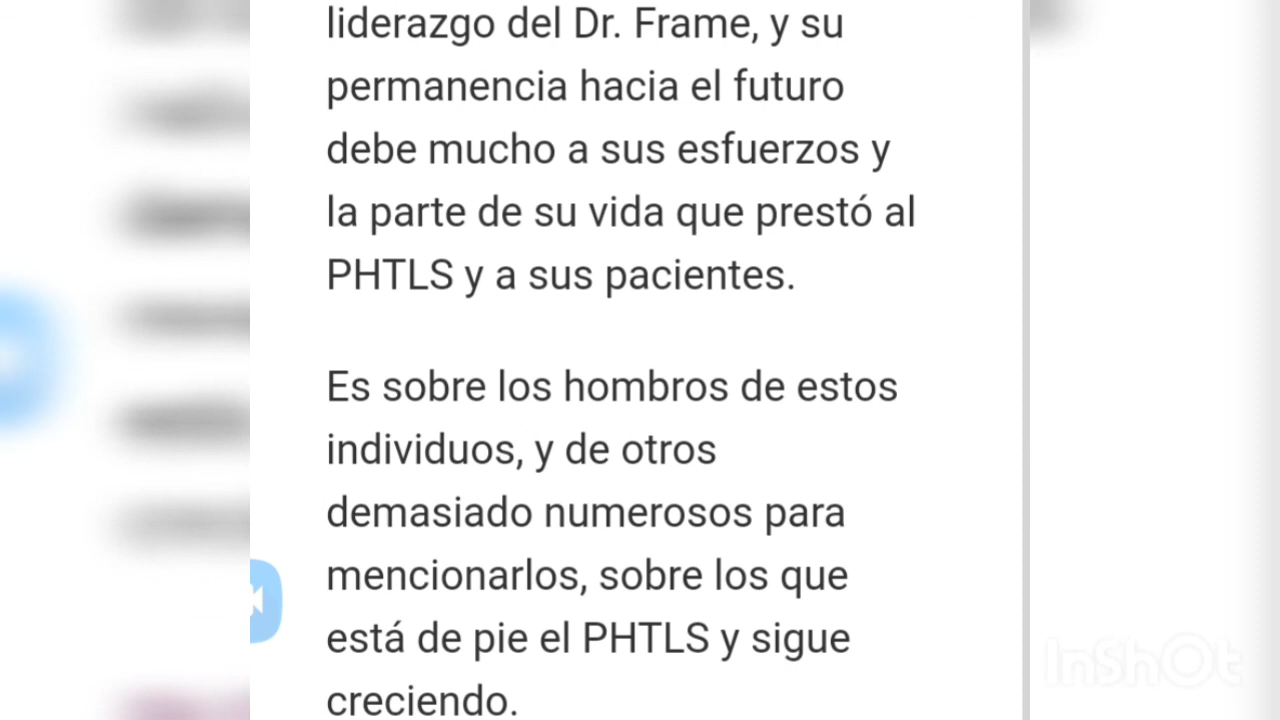 liderazgo del Dr. Frame, y su
permanencia hacia el futuro
debe mucho a sus esfuerzos y
la parte de su vida que prestó al
PHTLS y a sus pacientes.
Es sobre los hombros de estos
individuos, y de otros
demasiado numerosos para
mencionarlos, sobre los que
está de pie el PHTLS y sigue
creciendo.
InShOt